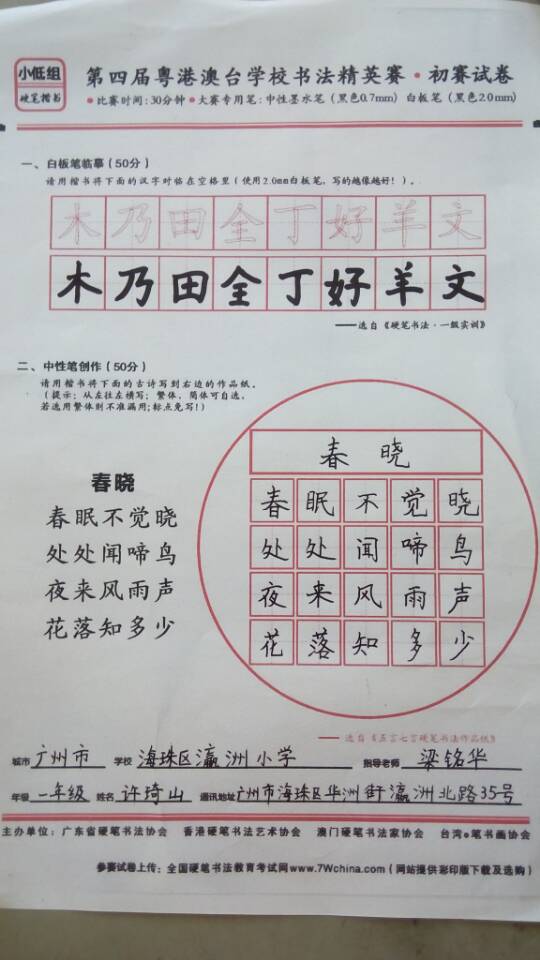 小低组
硬笔楷书
第四届粤港澳台学校书法精英赛·初赛试卷
•比赛时间:30分钟 •大赛专用笔:中性墨水笔(黑色0.7mm) 白板笔(黑色2.0mm)
一、白板笔临摹(50分)
请用楷书将下面的汉字对临在空格里(使用2.0mm白板笔,写的越像越好!)。
木乃田全丁好羊文
木乃田全丁好羊文
——选自《硬笔书法·一级实训》
二、中性笔创作(50分)
请用楷书将下面的古诗写到右边的作品纸。
(提示:从左往左横写;繁体、简体可自选,
若选用繁体则不准漏用;标点免写!)
春晓
春眠不觉晓
处处闻啼鸟
夜来风雨声
花落知多少
春晓
春眠不觉晓
处处闻啼鸟
夜来风雨声
花落知多少
——选自《五言七言硬笔书法作品纸》
城市 广州市 学校 海珠区瀛洲小学 指导老师 梁铭华
年级 一年级 姓名 许琦山 通讯地址 广州市海珠区华洲街瀛洲北路35号
主办单位:广东省硬笔书法协会 香港硬笔书法艺术协会 澳门硬笔书法家协会 台湾e笔书画协会
参赛试卷上传:全国硬笔书法教育考试网www.7Wchina.com(网站提供彩印版下载及选购)